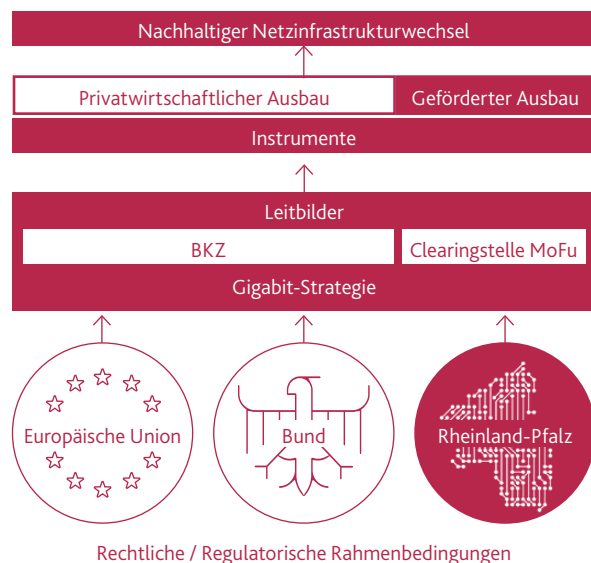 Nachhaltiger Netzinfrastrukturwechsel
Privatwirtschaftlicher Ausbau
Geförderter Ausbau
Instrumente
Leitbilder
BKZ
Clearingstelle MoFu
Gigabit-Strategie
Europäische Union
Bund
Rheinland-Pfalz
Rechtliche / Regulatorische Rahmenbedingungen